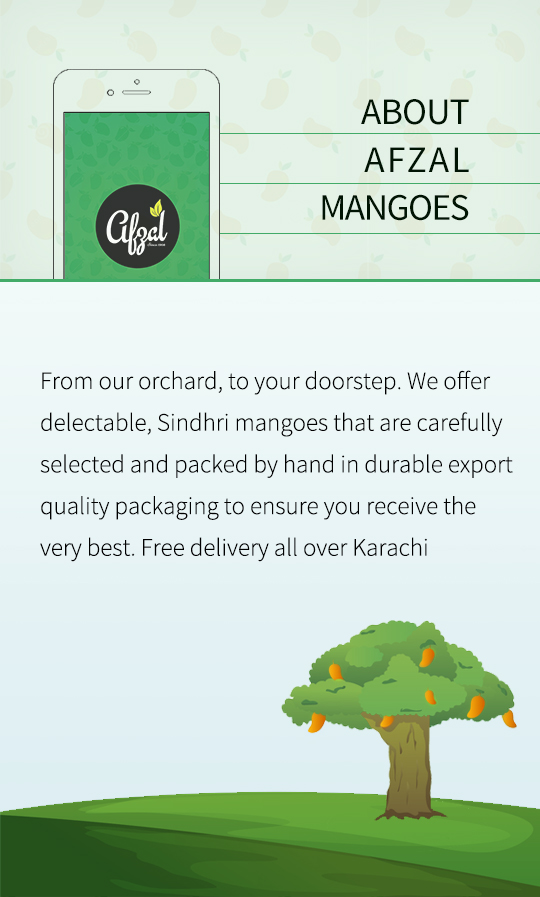 ABOUT
AFZAL
MANGOES
afzal
From our orchard, to your doorstep. We offer
delectable, Sindhri mangoes that are carefully
selected and packed by hand in durable export
quality packaging to ensure you receive the
very best. Free delivery all over Karachi